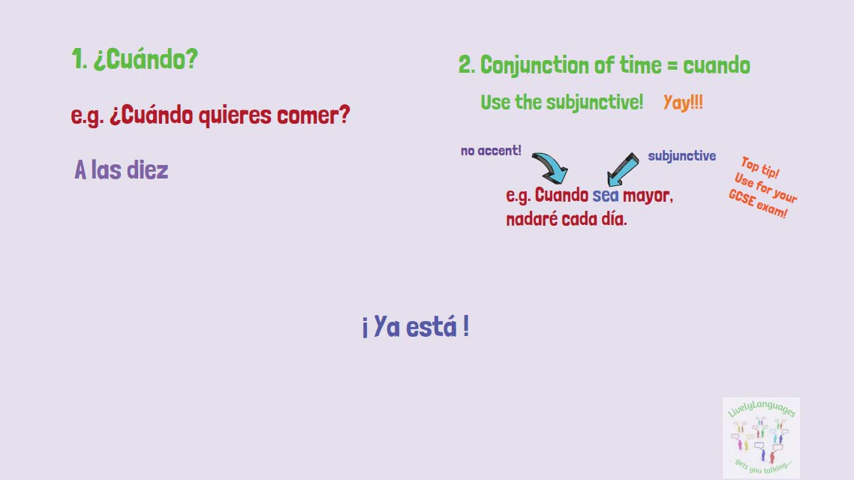 1. ¿Cuándo?
e.g. ¿Cuándo quieres comer?
A las diez
2. Conjunction of time = cuando
Use the subjunctive! Yay!!!
no accent!
subjunctive
e.g. Cuando sea mayor,
nadaré cada día.
Top tip!
Use for your
GCSE exam!
¡ Ya está !
LivelyLanguages
gets you talking...